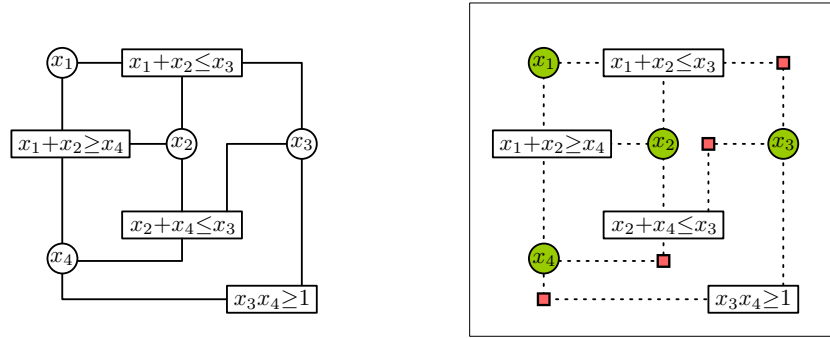 x₁ x₁+x₂≤x₃
x₁+x₂≥x₄ x₂ x₃
x₂+x₄≤x₃
x₄
x₃x₄≥1
x₁ x₁+x₂≤x₃
x₁+x₂≥x₄ x₂ x₃
x₂+x₄≤x₃
x₄
x₃x₄≥1